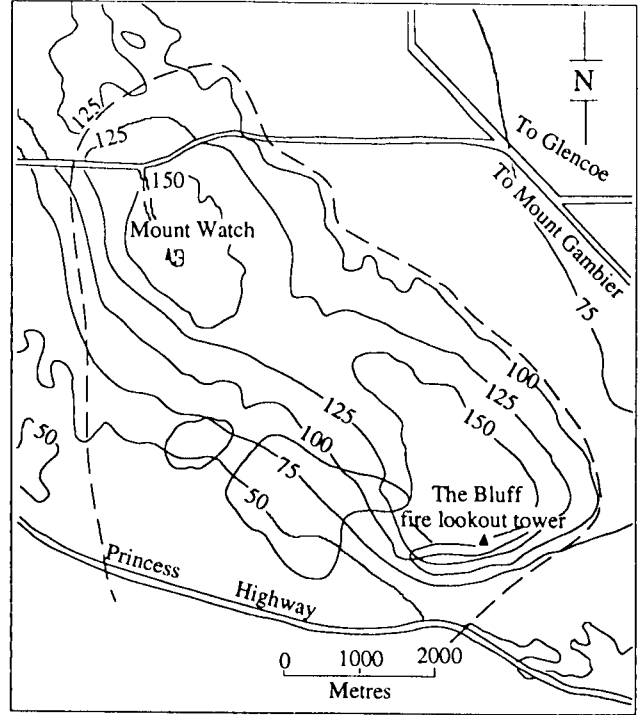 N
To Glencoe
To Mount Gambier
125
125
150
Mount Watch
75
100
125
150
125
100
75
50
50
The Bluff
fire lookout tower
Princess
Highway
0 1000 2000
Metres